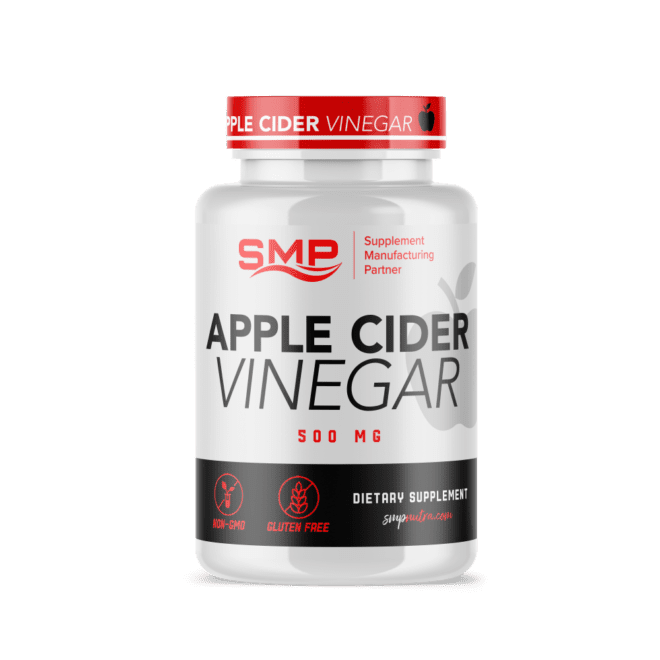 PPLE CIDER VINEGAR
SMP
Supplement
Manufacturing
Partner
APPLE CIDER
VINEGAR
500 MG
NON-GMO
GLUTEN FREE
DIETARY SUPPLEMENT
smpnutra.com